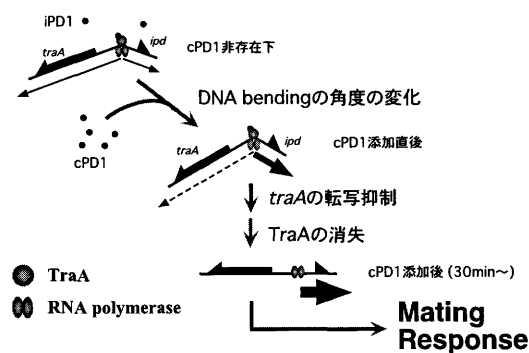 iPD1
ipd
traA
cPD1非存在下
DNA bendingの角度の変化
cPD1
traA
ipd
cPD1添加直後
traAの転写抑制
TraAの消失
cPD1添加後 (30min〜)
TraA
RNA polymerase
Mating
Response